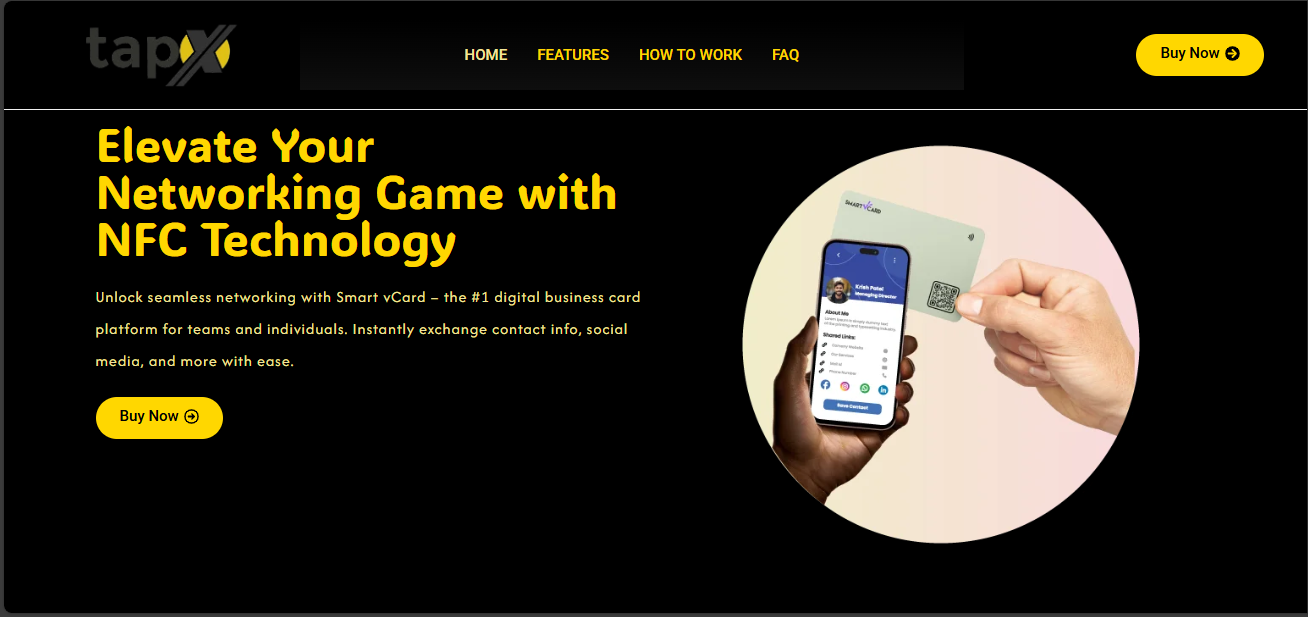 tapx
HOME
FEATURES
HOW TO WORK
FAQ
Buy Now
Elevate Your
Networking Game with
NFC Technology
Unlock seamless networking with Smart vCard – the #1 digital business card
platform for teams and individuals. Instantly exchange contact info, social
media, and more with ease.
Buy Now
SMART VCARD
Krish Patel
Managing Director
About Me
Shared Links:
Company Website
Our Services
Phone Number
Save Contact